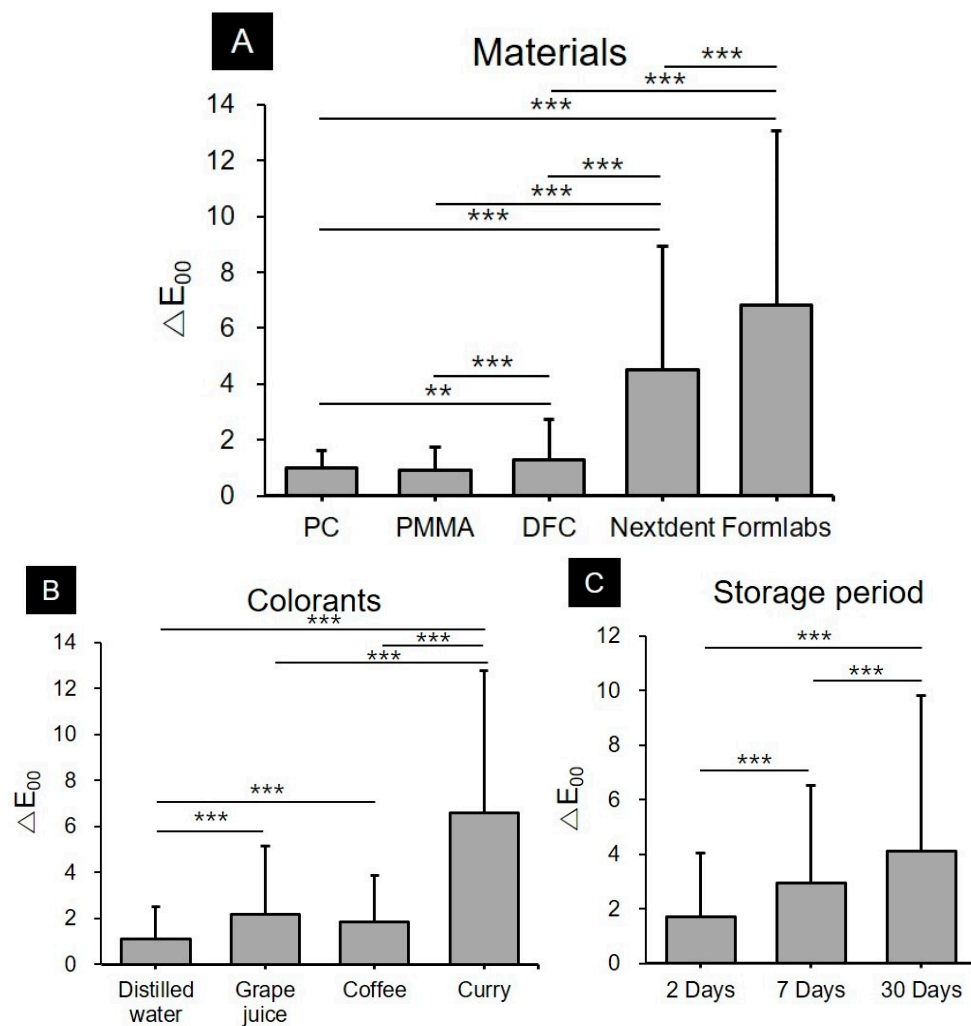 A
Materials
***
***
***
14
12
***
***
***
10
8
△E00
6
4
***
**
2
0
PC PMMA DFC Nextdent Formlabs
B
Colorants
***
***
***
14
12
10
8
△E00
***
***
6
4
2
0
Distilled water
Grape juice
Coffee
Curry
C
Storage period
12
***
***
10
8
***
△E00
6
4
2
0
2 Days 7 Days 30 Days